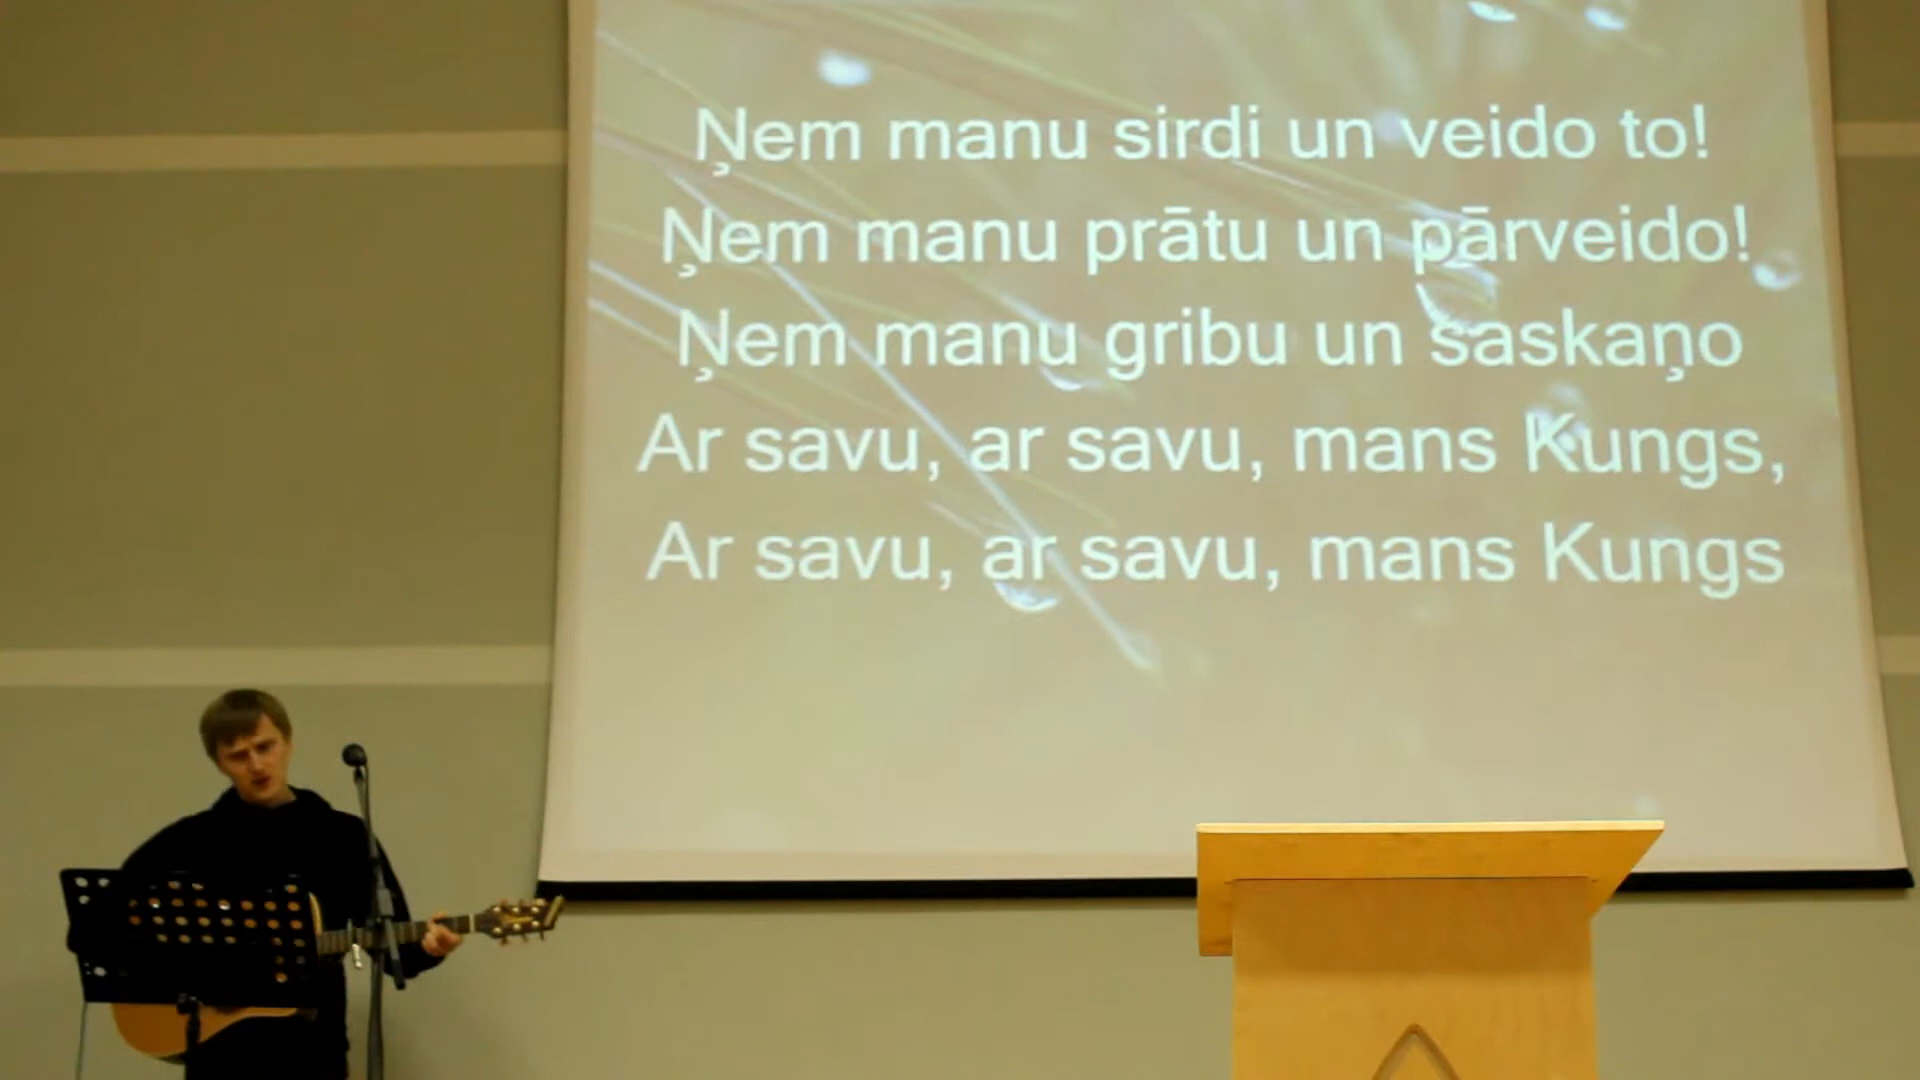 Ņem manu sirdi un veido to!
Ņem manu prātu un pārveido!
Ņem manu gribu un saskaņo
Ar savu, ar savu, mans Kungs,
Ar savu, ar savu, mans Kungs